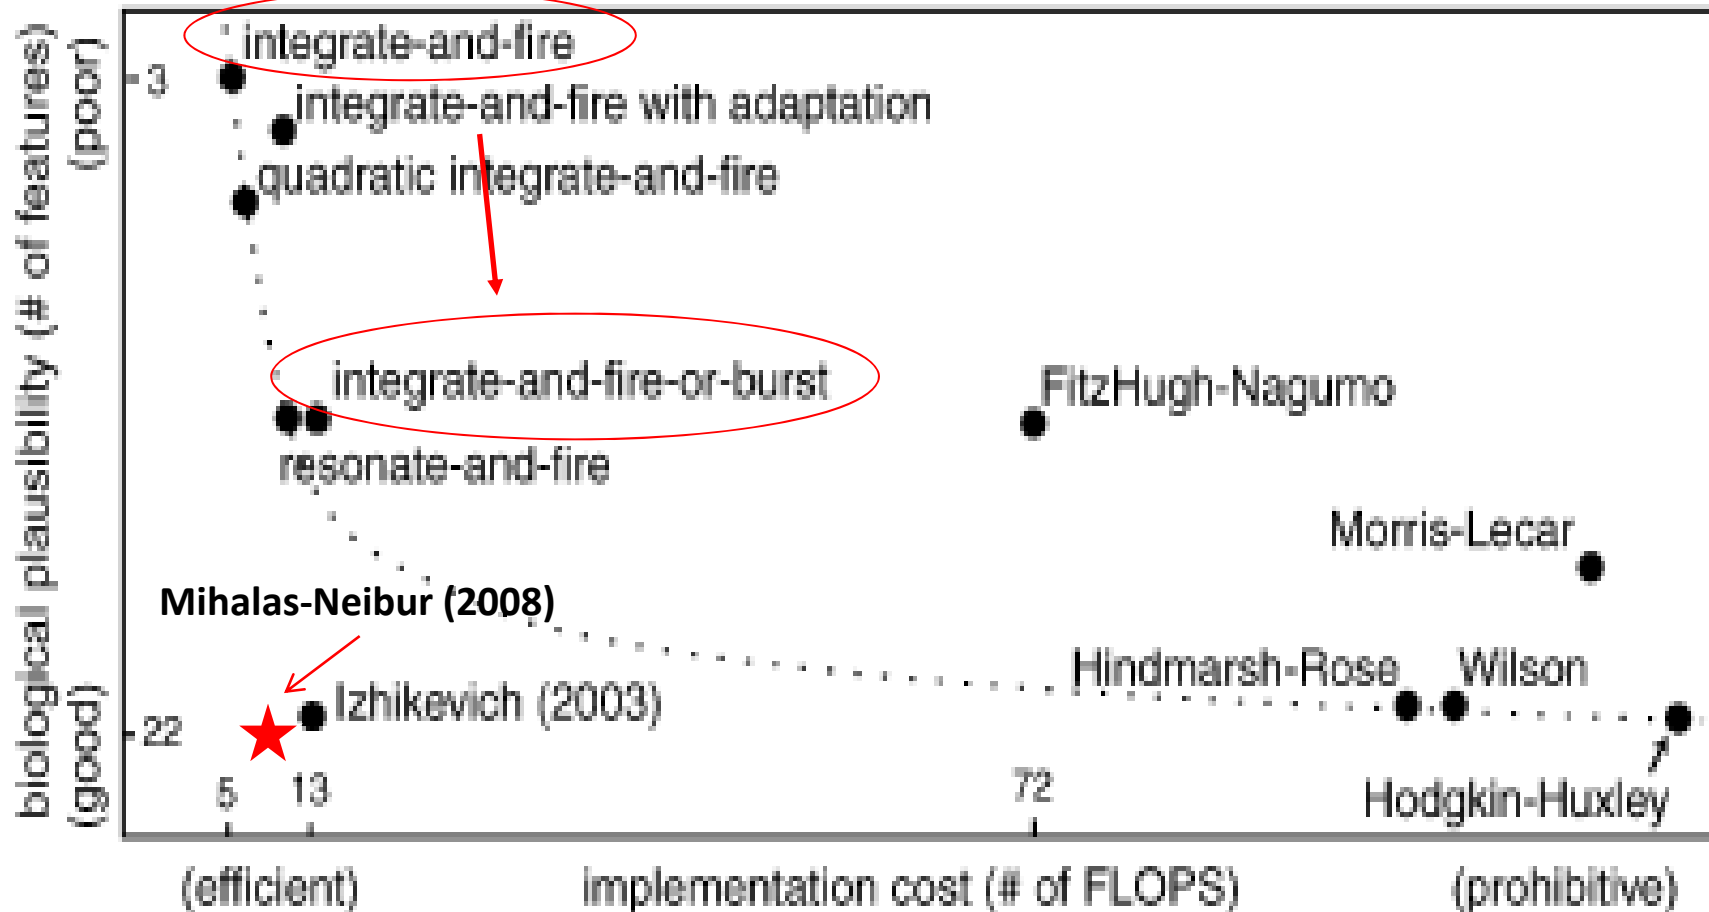 integrate-and-fire
3
integrate-and-fire with adaptation
quadratic integrate-and-fire
integrate-and-fire-or-burst
FitzHugh-Nagumo
resonate-and-fire
Morris-Lecar
Mihalas-Neibur (2008)
Hindmarsh-Rose
Wilson
Izhikevich (2003)
22
5
13
72
Hodgkin-Huxley
(efficient)
implementation cost (# of FLOPS)
(prohibitive)
biological plausibility (# of features)
(good)
(poor)